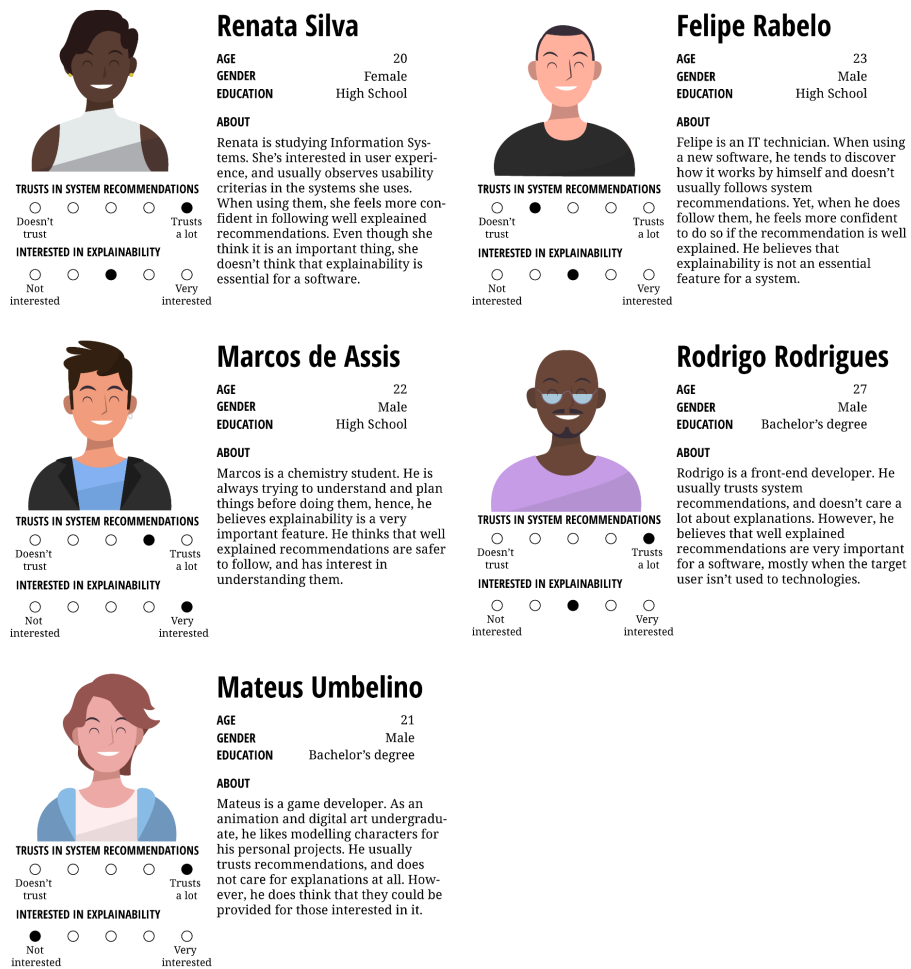 Renata Silva
AGE 20
GENDER Female
EDUCATION High School
ABOUT
Renata is studying Information Sys-
tems. She's interested in user experi-
ence, and usually observes usability
criterias in the systems she uses.
When using them, she feels more con-
fident in following well expleained
recommendations. Even though she
think it is an important thing, she
doesn't think that explainability is
essential for a software.
TRUSTS IN SYSTEM RECOMMENDATIONS
Doesn't
trust
Trusts
a lot
INTERESTED IN EXPLAINABILITY
Not
interested
Very
interested
Felipe Rabelo
AGE 23
GENDER Male
EDUCATION High School
ABOUT
Felipe is an IT technician. When using
a new software, he tends to discover
how it works by himself and doesn't
usually follows system
recommendations. Yet, when he does
follow them, he feels more confident
to do so if the recommendation is well
explained. He believes that
explainability is not an essential
feature for a system.
TRUSTS IN SYSTEM RECOMMENDATIONS
Doesn't
trust
Trusts
a lot
INTERESTED IN EXPLAINABILITY
Not
interested
Very
interested
Marcos de Assis
AGE 22
GENDER Male
EDUCATION High School
ABOUT
Marcos is a chemistry student. He is
always trying to understand and plan
things before doing them, hence, he
believes explainability is a very
important feature. He thinks that well
explained recommendations are safer
to follow, and has interest in
understanding them.
TRUSTS IN SYSTEM RECOMMENDATIONS
Doesn't
trust
Trusts
a lot
INTERESTED IN EXPLAINABILITY
Not
interested
Very
interested
Rodrigo Rodrigues
AGE 27
GENDER Male
EDUCATION Bachelor's degree
ABOUT
Rodrigo is a front-end developer. He
usually trusts system
recommendations, and doesn't care a
lot about explanations. However, he
believes that well explained
recommendations are very important
for a software, mostly when the target
user isn't used to technologies.
TRUSTS IN SYSTEM RECOMMENDATIONS
Doesn't
trust
Trusts
a lot
INTERESTED IN EXPLAINABILITY
Not
interested
Very
interested
Mateus Umbelino
AGE 21
GENDER Male
EDUCATION Bachelor's degree
ABOUT
Mateus is a game developer. As an
animation and digital art undergradu-
ate, he likes modelling characters for
his personal projects. He usually
trusts recommendations, and does
not care for explanations at all. How-
ever, he does think that they could be
provided for those interested in it.
TRUSTS IN SYSTEM RECOMMENDATIONS
Doesn't
trust
Trusts
a lot
INTERESTED IN EXPLAINABILITY
Not
interested
Very
interested